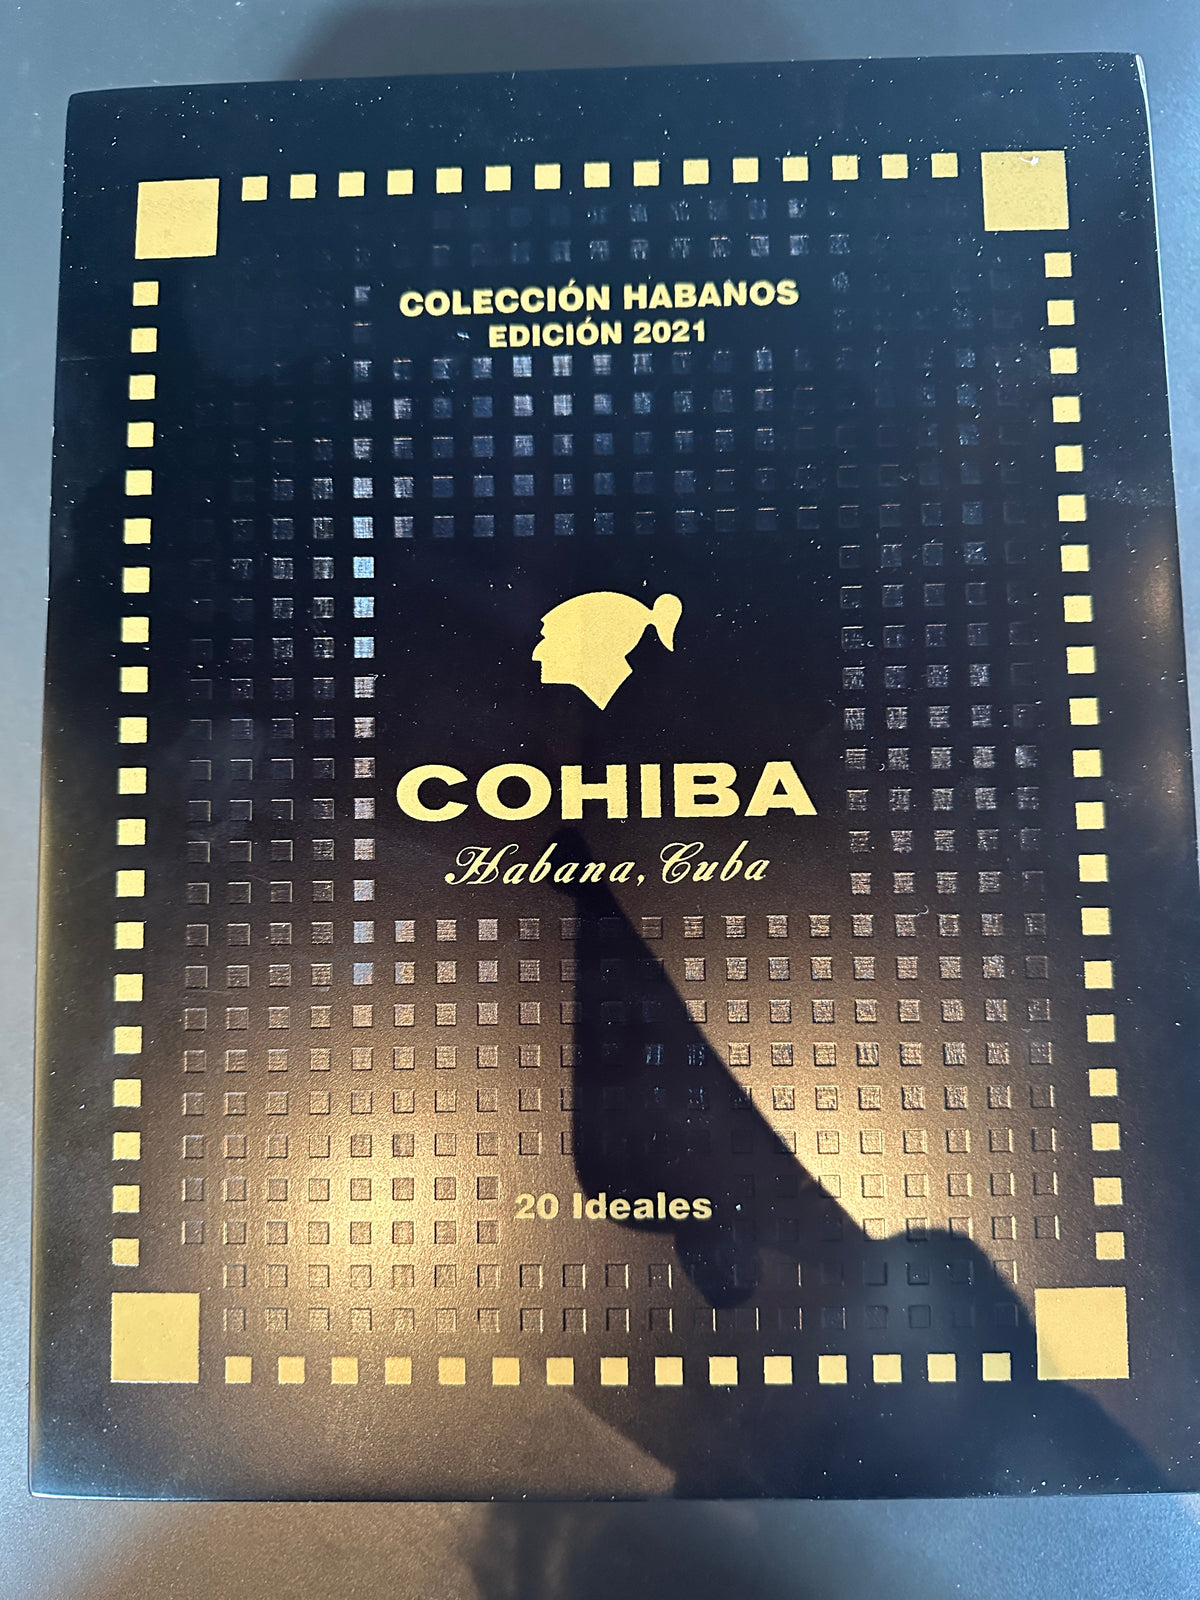 COLECCIÓN HABANOS
EDICIÓN 2021
COHIBA
Habana, Cuba
20 Ideales